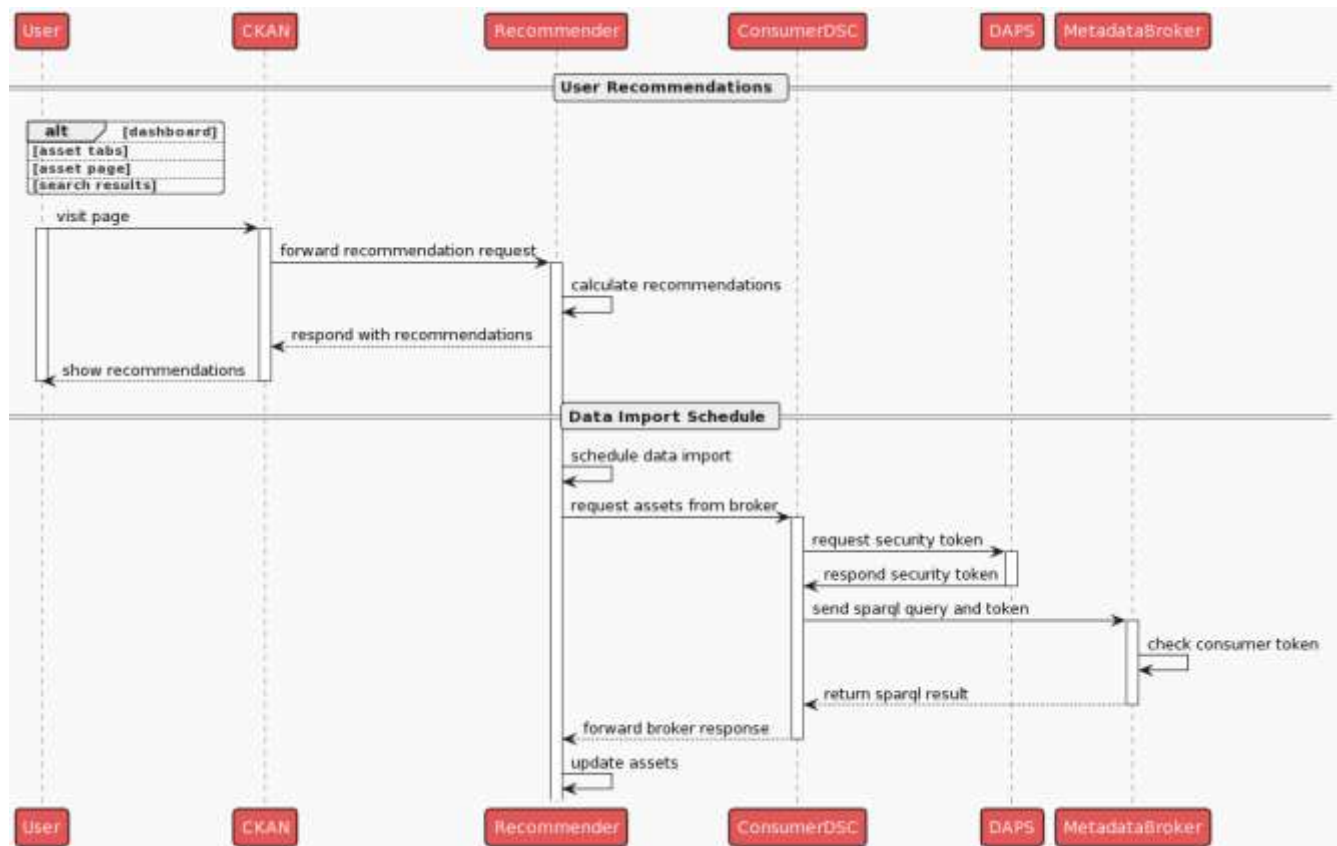 User CKAN Recommender ConsumerDSC DAPS MetadataBroker
User Recommendations
alt [dashboard]
[asset tabs]
[asset page]
[search results]
visit page
forward recommendation request
calculate recommendations
respond with recommendations
show recommendations
Data Import Schedule
schedule data import
request assets from broker
request security token
respond security token
send sparql query and token
check consumer token
return sparql result
forward broker response
update assets
User CKAN Recommender ConsumerDSC DAPS MetadataBroker